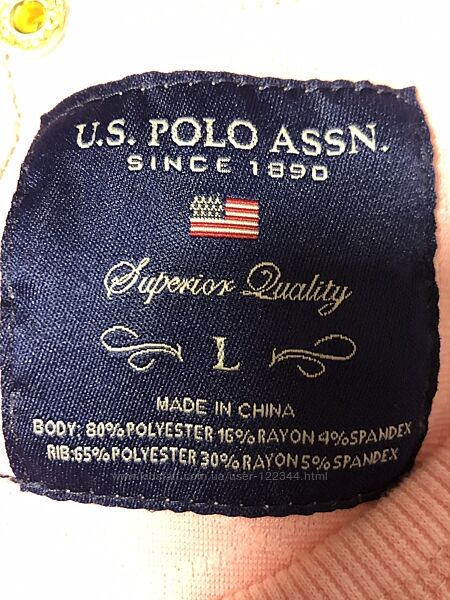 U.S. POLO ASSN.
SINCE 1890
Superior Quality
L
MADE IN CHINA
BODY: 80%POLYESTER 16%RAYON 4%SPANDEX
RIB:65%POLYESTER 30%RAYON 5%SPANDEX